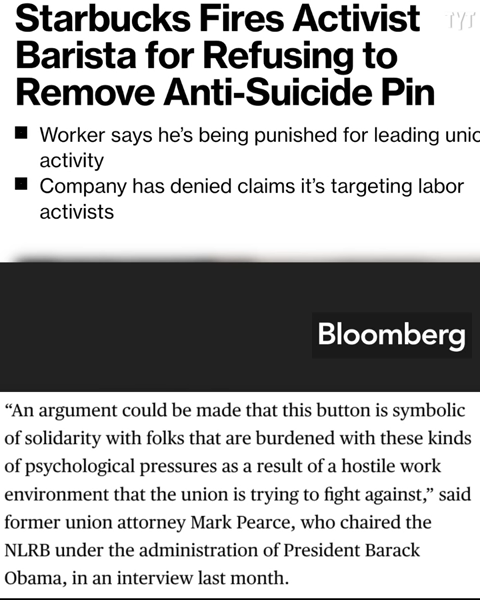 Starbucks Fires Activist
TYT
Barista for Refusing to
Remove Anti-Suicide Pin
■ Worker says he's being punished for leading unio
activity
■ Company has denied claims it's targeting labor
activists
Bloomberg
“An argument could be made that this button is symbolic
of solidarity with folks that are burdened with these kinds
of psychological pressures as a result of a hostile work
environment that the union is trying to fight against,” said
former union attorney Mark Pearce, who chaired the
NLRB under the administration of President Barack
Obama, in an interview last month.